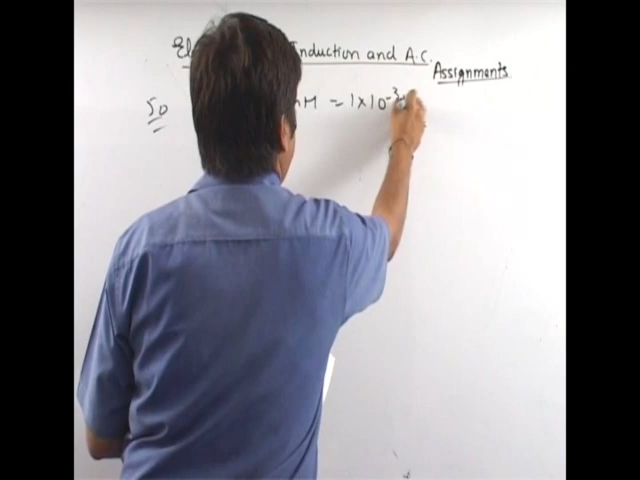 Induction and A.C.
Assignments
50 H = 1×10⁻³